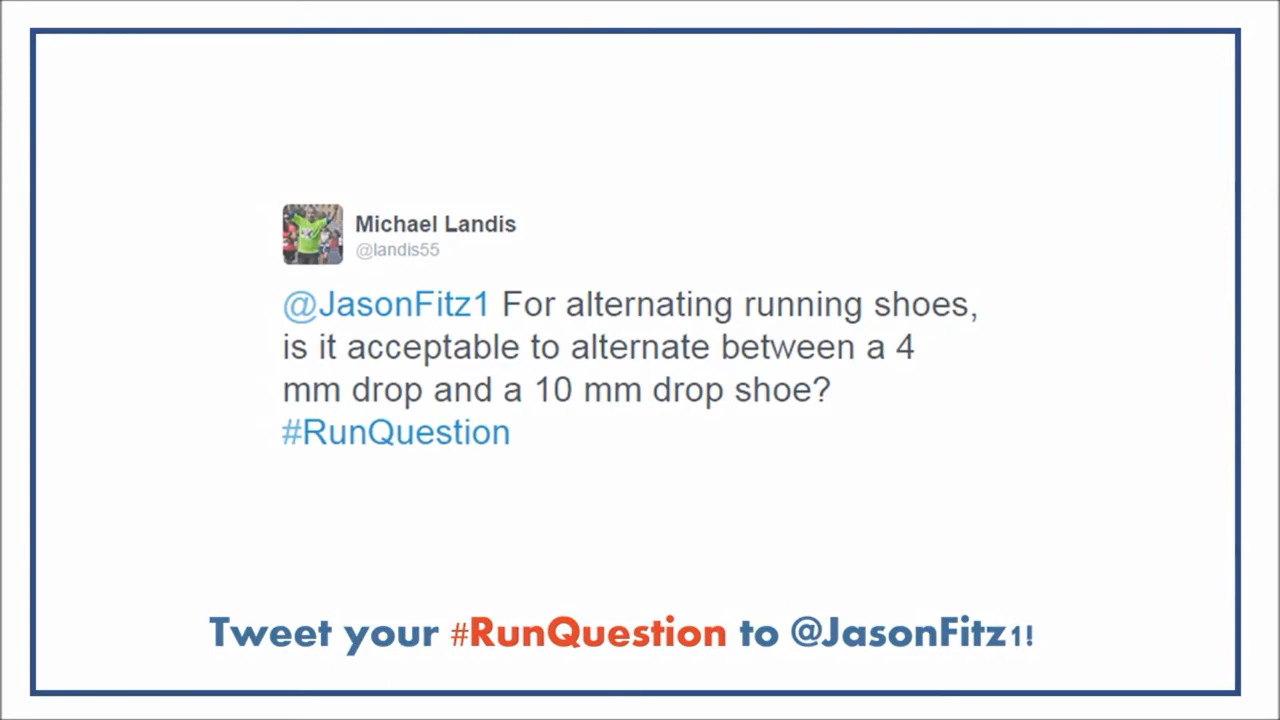 Michael Landis
@landis55
@JasonFitz1 For alternating running shoes,
is it acceptable to alternate between a 4
mm drop and a 10 mm drop shoe?
#RunQuestion
Tweet your #RunQuestion to @JasonFitz1!